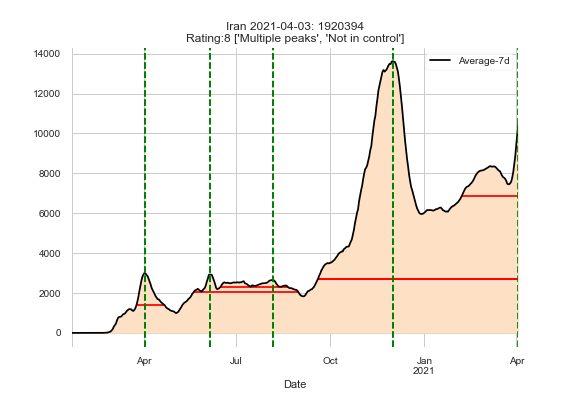 Iran 2021-04-03: 1920394
Rating:8 ['Multiple peaks', 'Not in control']
14000
12000
10000
8000
6000
4000
2000
0
Average-7d
Apr
Jul
Oct
Jan
2021
Apr
Date